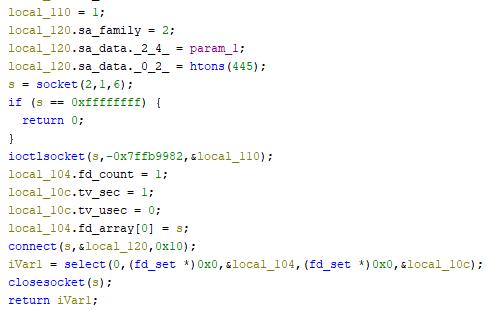 local_110 = 1;
local_120.sa_family = 2;
local_120.sa_data._2_4_ = param_1;
local_120.sa_data._0_2_ = htons(445);
s = socket(2,1,6);
if (s == 0xffffffff) {
return 0;
}
ioctlsocket(s,-0x7ffb9982,&local_110);
local_104.fd_count = 1;
local_10c.tv_sec = 1;
local_10c.tv_usec = 0;
local_104.fd_array[0] = s;
connect(s,&local_120,0x10);
iVar1 = select(0,(fd_set *)0x0,&local_104,(fd_set *)0x0,&local_10c);
closesocket(s);
return iVar1;